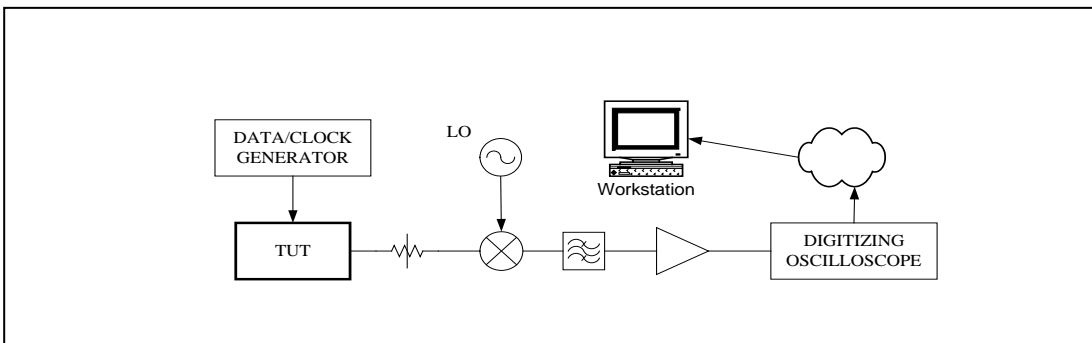 DATA/CLOCK
GENERATOR
LO
Workstation
TUT
DIGITIZING
OSCILLOSCOPE